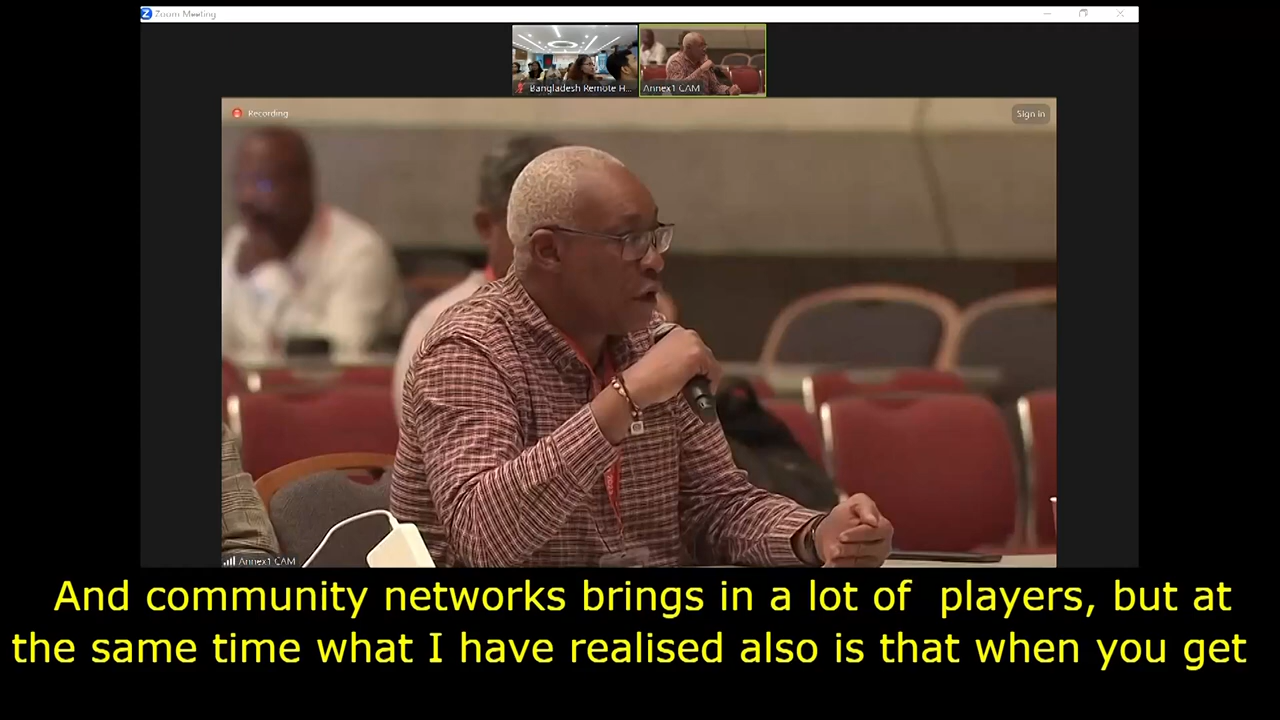 Zoom Meeting
Bangladesh Remote H...
Annex1 CAM
Recording
Sign in
Annex1 CAM
And community networks brings in a lot of players, but at
the same time what I have realised also is that when you get